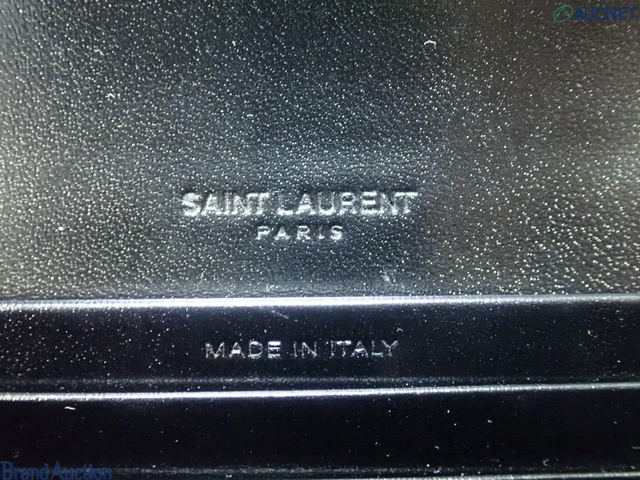 AUCNET
SAINT LAURENT
PARIS
MADE IN ITALY
Brand Auction